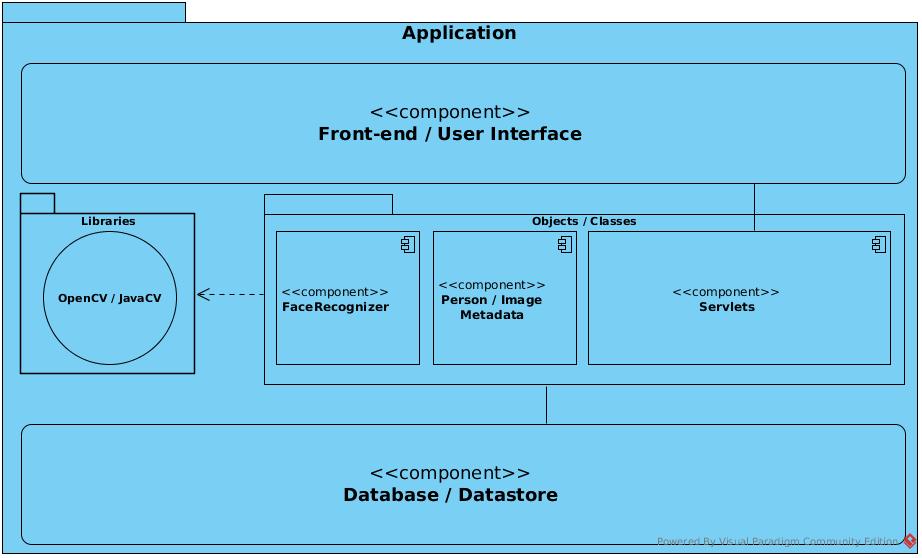 Application
<<component>>
Front-end / User Interface
Libraries
OpenCV / JavaCV
Objects / Classes
<<component>>
FaceRecognizer
<<component>>
Person / Image
Metadata
<<component>>
Servlets
<<component>>
Database / Datastore
Powered By Visual Paradigm Community Edition